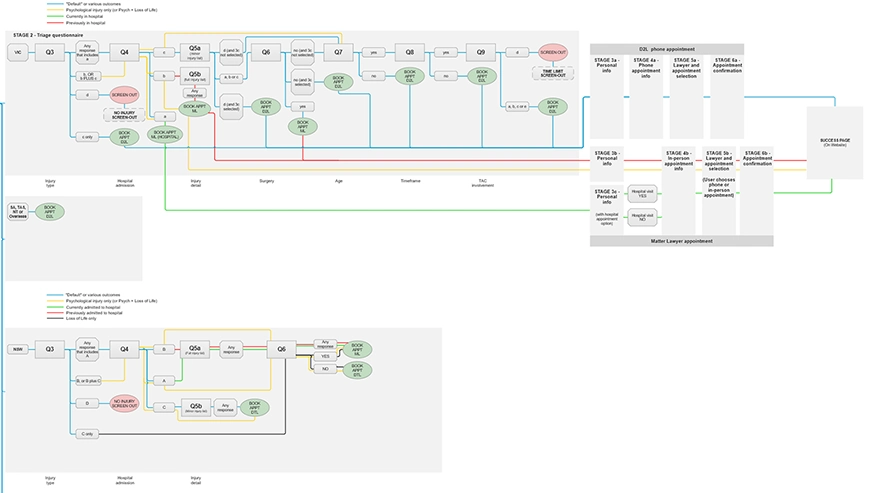 "Default" or various outcomes
Psychological injury only (or Psych + Loss of Life)
Currently in hospital
Previously in hospital
STAGE 2 - Triage questionnaire
VIC
Q3
Any
response
that includes
a
Q4
c
Q5a
(minor
injury list)
d (and 3c
not selected)
Q6
no (and 3c
not selected)
Q7
yes
Q8
yes
Q9
d
SCREEN OUT
b, OR
b PLUS c
b
Q5b
(full injury list)
a, b or c
no (and 3c
selected)
no
no
TIME LIMIT
SCREEN-OUT
d
SCREEN OUT
Any
response
BOOK
APPT
D2L
BOOK
APPT
D2L
BOOK
APPT
D2L
NO INJURY
SCREEN-OUT
a
BOOK APPT
ML
d (and 3c
selected)
BOOK
APPT
D2L
yes
a, b, c or e
BOOK
APPT
D2L
c only
BOOK
APPT
D2L
BOOK APPT
ML (HOSPITAL)
BOOK
APPT
ML
Injury
type
Hospital
admission
Injury
detail
Surgery
Age
Timeframe
TAC
involvement
D2L phone appointment
STAGE 3a -
Personal
info
STAGE 4a -
Phone
appointment
info
STAGE 5a -
Lawyer and
appointment
selection
STAGE 6a -
Appointment
confirmation
SUCCESS PAGE
(On Website)
STAGE 3b -
Personal
info
STAGE 4b -
In-person
appointment
info
STAGE 5b -
Lawyer and
appointment
selection
(User chooses
phone or
in-person
appointment)
STAGE 6b -
Appointment
confirmation
STAGE 3c -
Personal
info
(with hospital
appointment
option)
Hospital visit
YES
Hospital visit
NO
Matter Lawyer appointment
SA, TAS,
NT or
Overseas
BOOK
APPT
D2L
"Default" or various outcomes
Psychological injury only (or Psych + Loss of Life)
Currently admitted to hospital
Previously admitted to hospital
Loss of Life only
NSW
Q3
Any
response
that includes
A
Q4
B
Q5a
(Full injury list)
Any
response
Q6
Any
response
BOOK
APPT
ML
YES
B, or B plus C
A
NO
BOOK
APPT
DTL
D
NO INJURY
SCREEN OUT
C
Q5b
(Minor injury list)
Any
response
BOOK
APPT
DTL
C only
Injury
type
Hospital
admission
Injury
detail